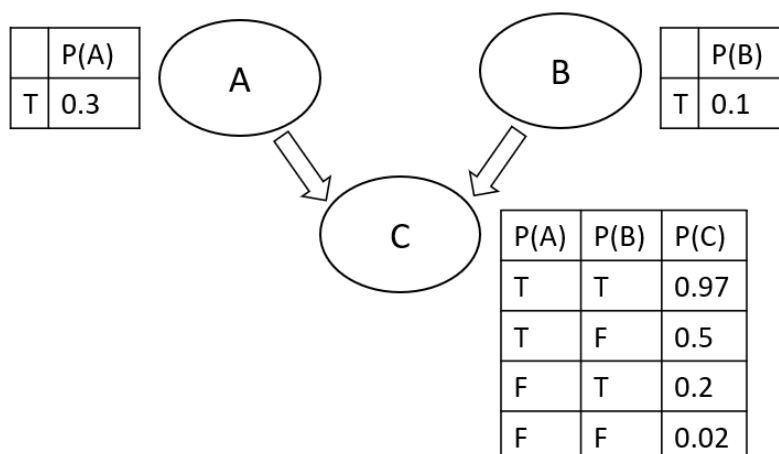 P(A)
T 0.3
A
B
P(B)
T 0.1
C
P(A) P(B) P(C)
T T 0.97
T F 0.5
F T 0.2
F F 0.02